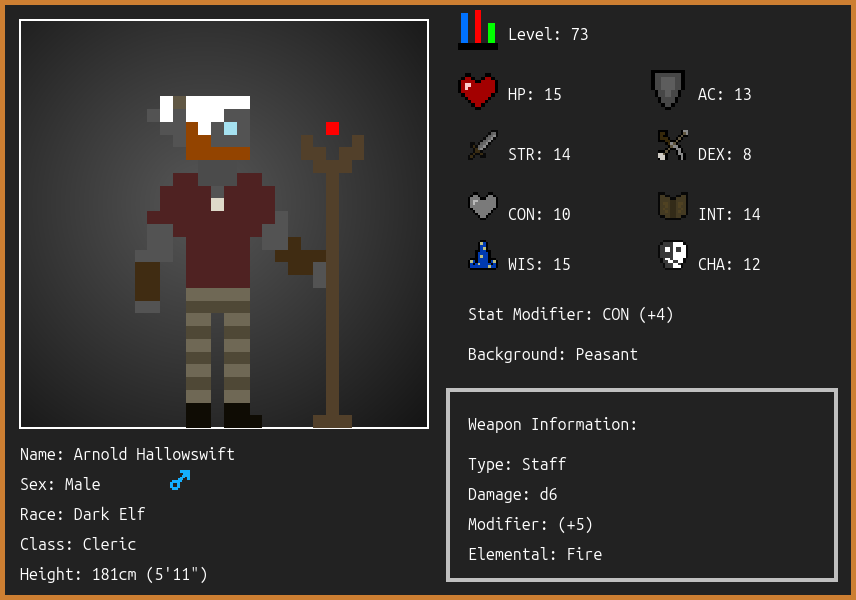 Level: 73
HP: 15
AC: 13
STR: 14
DEX: 8
CON: 10
INT: 14
WIS: 15
CHA: 12
Stat Modifier: CON (+4)
Background: Peasant
Weapon Information:
Type: Staff
Damage: d6
Modifier: (+5)
Elemental: Fire
Name: Arnold Hallowswift
Sex: Male
Race: Dark Elf
Class: Cleric
Height: 181cm (5'11")